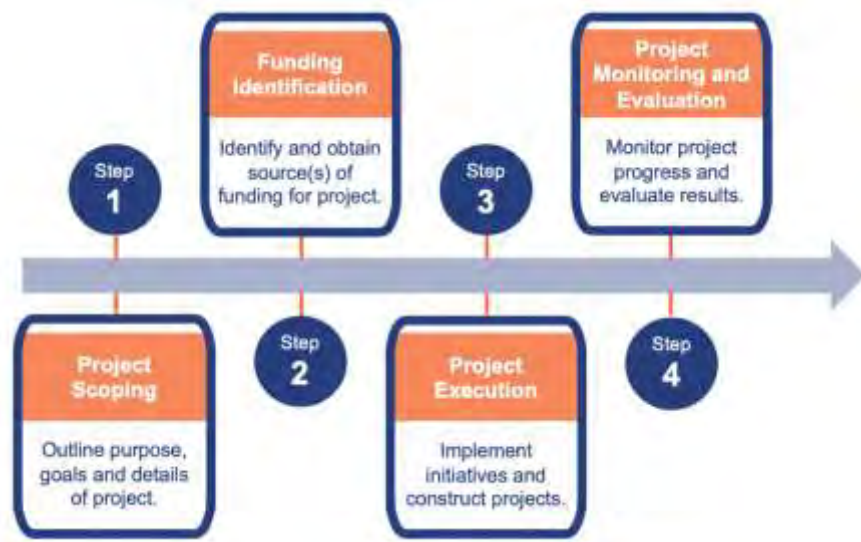 Step
1
Project
Scoping
Outline purpose,
goals and details
of project.
Funding
Identification
Identify and obtain
source(s) of
funding for project.
Step
2
Step
3
Project
Execution
Implement
initiatives and
construct projects.
Project
Monitoring and
Evaluation
Monitor project
progress and
evaluate results.
Step
4